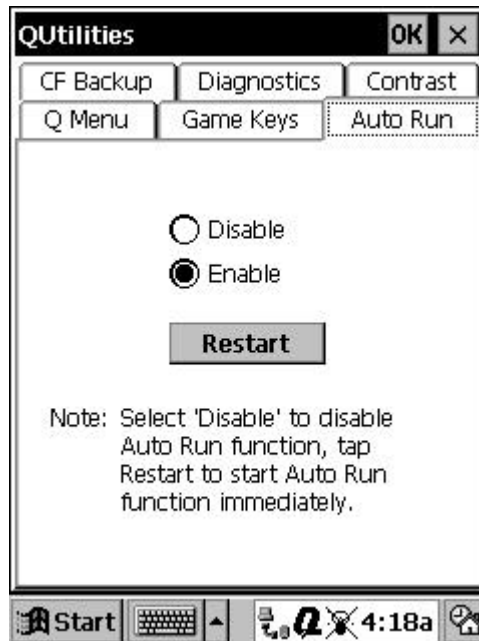 QUtilities OK ×
CF Backup Diagnostics Contrast
Q Menu Game Keys Auto Run
Disable
Enable
Restart
Note: Select 'Disable' to disable
Auto Run function, tap
Restart to start Auto Run
function immediately.
Start Q 4:18a